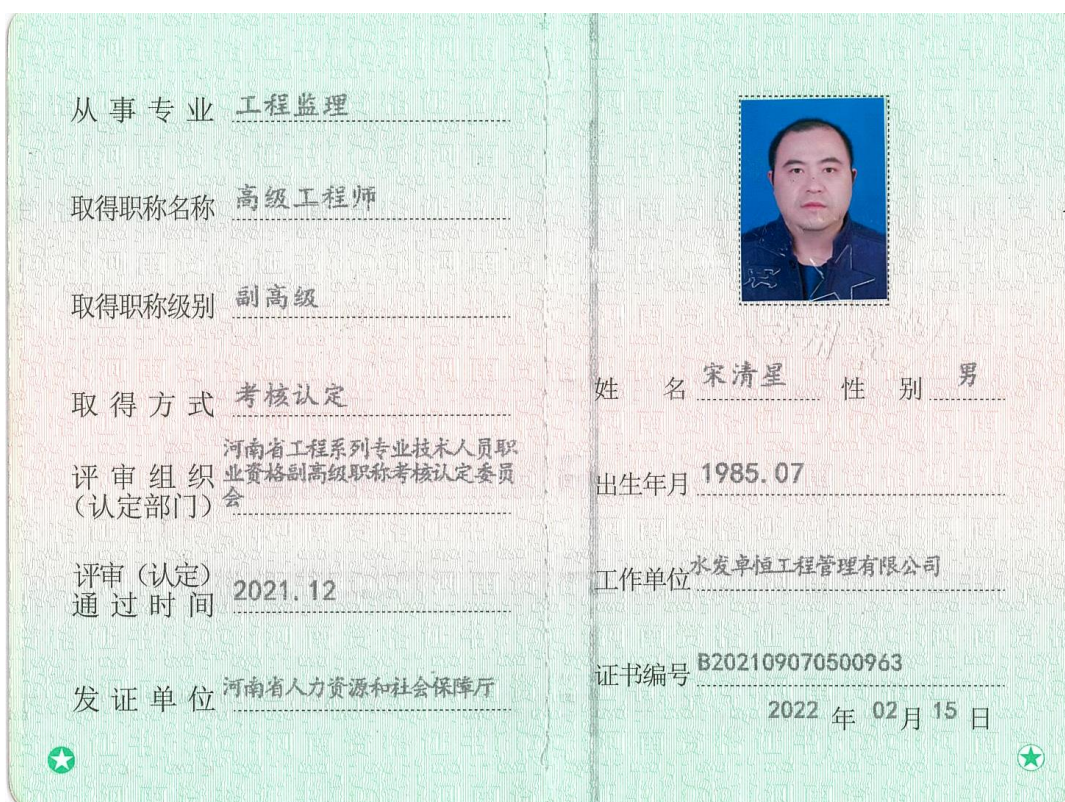 从事专业 工程监理
取得职称名称 高级工程师
取得职称级别 副高级
取得方式 考核认定
河南省工程系列专业技术人员职
评审组织 业资格副高级职称考核认定委员
(认定部门) 会
评审(认定)
通过时间 2021.12
发证单位 河南省人力资源和社会保障厅
姓名 宋清星 性别 男
出生年月 1985.07
工作单位 水发卓恒工程管理有限公司
证书编号 B202109070500963
2022 年 02 月 15 日